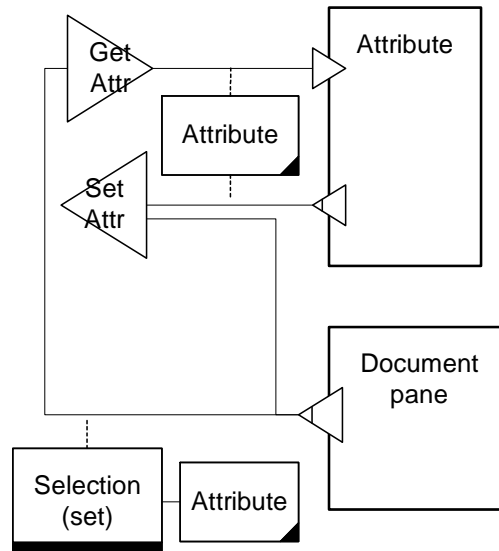 Get
Attr
Attribute
Attribute
Set
Attr
Document
pane
Selection
(set)
Attribute